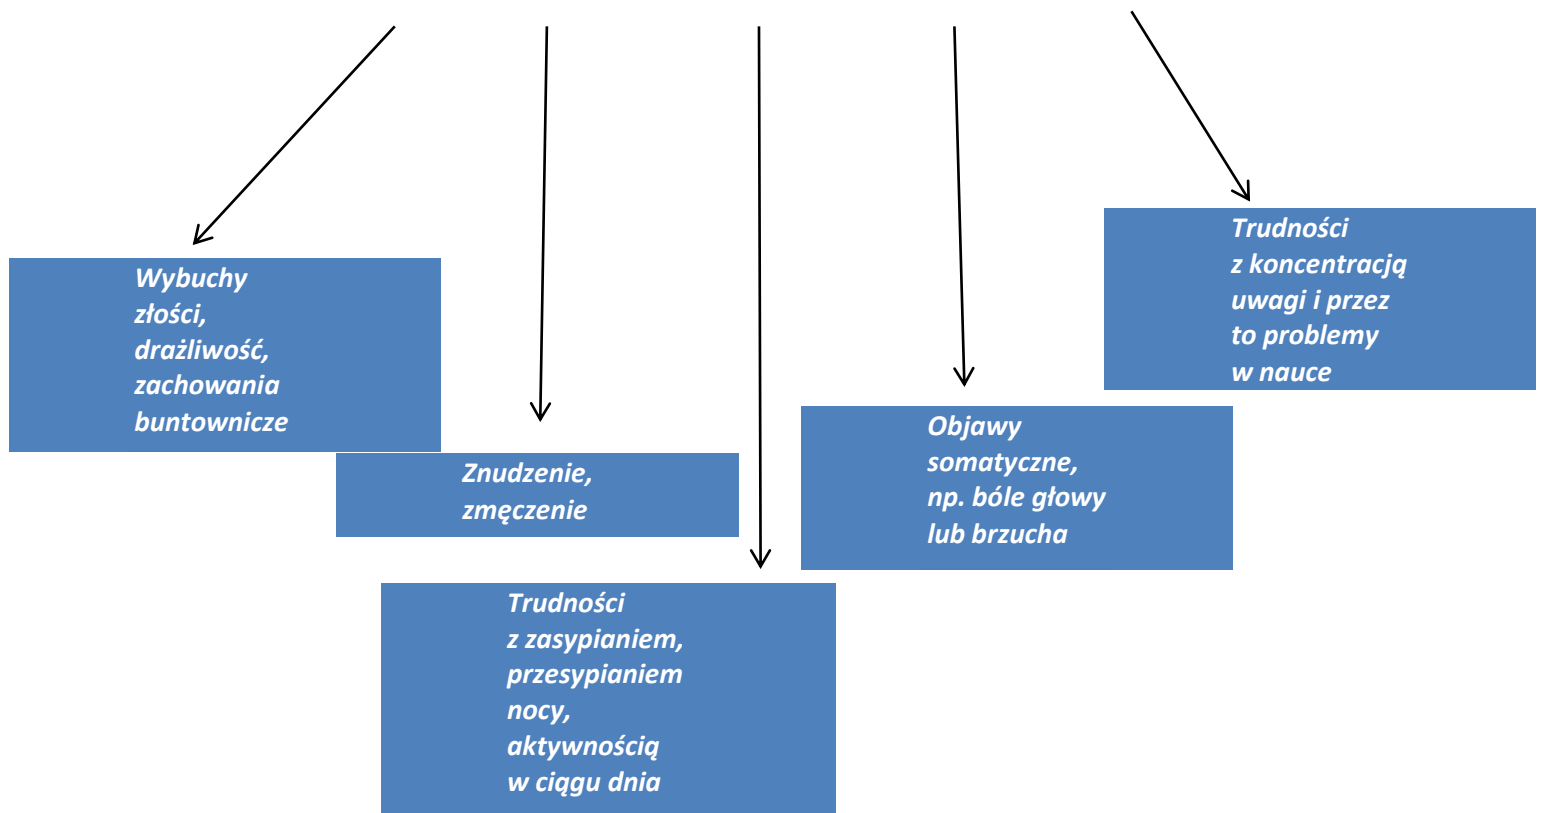 Wybuchy
złości,
drażliwość,
zachowania
buntownicze
Znudzenie,
zmęczenie
Trudności
z zasypianiem,
przesypianiem
nocy,
aktywnością
w ciągu dnia
Objawy
somatyczne,
np. bóle głowy
lub brzucha
Trudności
z koncentracją
uwagi i przez
to problemy
w nauce